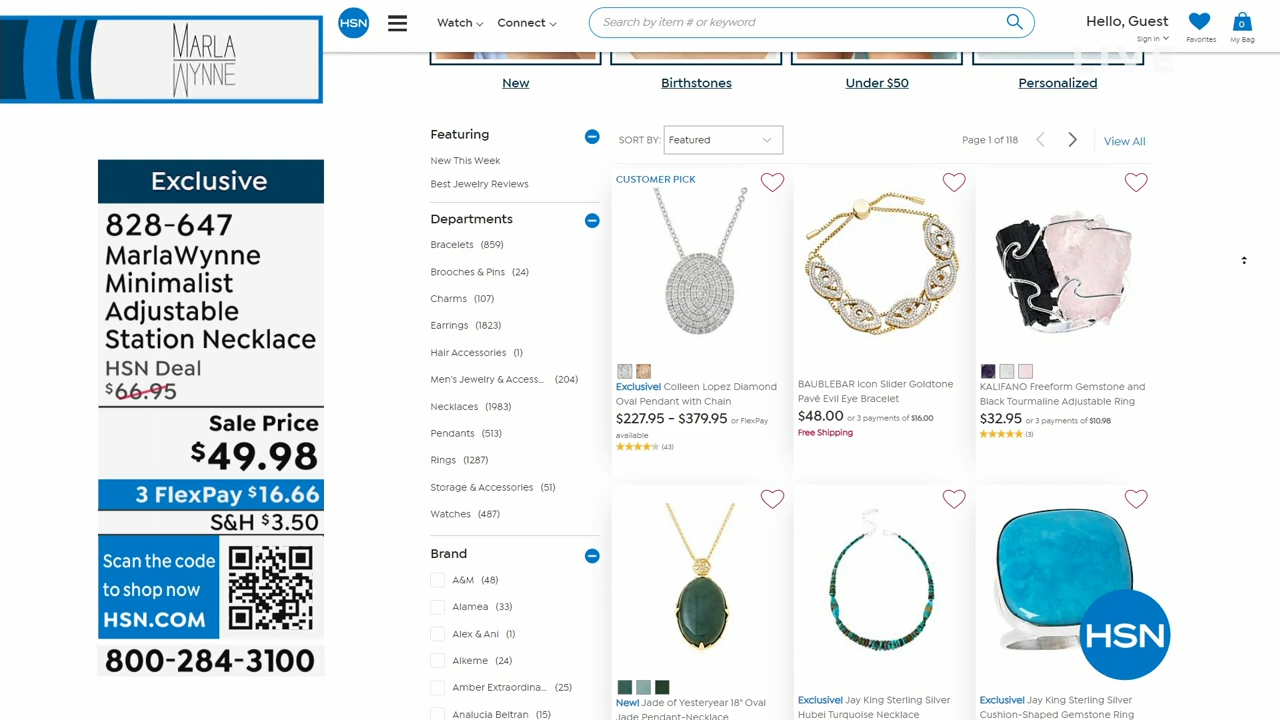 MARLA
WYNNE
HSN
Watch
Connect
Search by item # or keyword
Hello, Guest
Sign In
Favorites
0
My Bag
LIVE
New
Birthstones
Under $50
Personalized
Exclusive
828-647
MarlaWynne
Minimalist
Adjustable
Station Necklace
HSN Deal
$66.95
Sale Price
$49.98
3 FlexPay $16.66
S&H $3.50
Scan the code
to shop now
HSN.COM
800-284-3100
Featuring
New This Week
Best Jewelry Reviews
Departments
Bracelets (859)
Brooches & Pins (24)
Charms (107)
Earrings (1823)
Hair Accessories (1)
Men's Jewelry & Access... (204)
Necklaces (1983)
Pendants (513)
Rings (1287)
Storage & Accessories (51)
Watches (487)
Brand
A&M (48)
Alamea (33)
Alex & Ani (1)
Alkeme (24)
Amber Extraordina... (25)
Analucia Beltran (15)
SORT BY: Featured
Page 1 of 118
View All
CUSTOMER PICK
Exclusive! Colleen Lopez Diamond
Oval Pendant with Chain
$227.95 - $379.95 or FlexPay
available
(43)
BAUBLEBAR Icon Slider Goldtone
Pavé Evil Eye Bracelet
$48.00 or 3 payments of $16.00
Free Shipping
KALIFANO Freeform Gemstone and
Black Tourmaline Adjustable Ring
$32.95 or 3 payments of $10.98
(3)
New! Jade of Yesteryear 18" Oval
Jade Pendant-Necklace
Exclusive! Jay King Sterling Silver
Hubei Turquoise Necklace
Exclusive! Jay King Sterling Silver
Cushion-Shaped Gemstone Ring
HSN